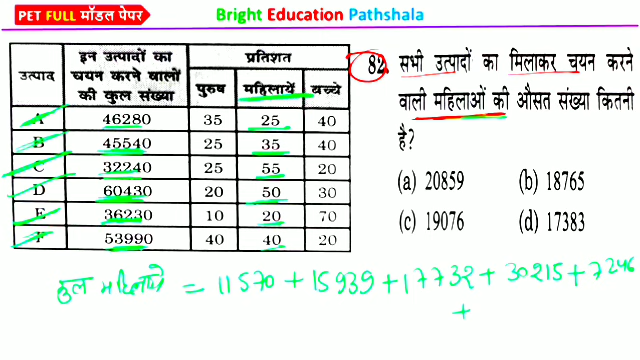 PET FULL मॉडल पेपर
Bright Education Pathshala
उत्पाद | इन उत्पादों का चयन करने वालों की कुल संख्या | प्रतिशत
पुरुष | महिलायें | बच्चे
A | 46280 | 35 | 25 | 40
B | 45540 | 25 | 35 | 40
C | 32240 | 25 | 55 | 20
D | 60430 | 20 | 50 | 30
E | 36230 | 10 | 20 | 70
F | 53990 | 40 | 40 | 20
82. सभी उत्पादों का मिलाकर चयन करने
वाली महिलाओं की औसत संख्या कितनी
है?
(a) 20859 (b) 18765
(c) 19076 (d) 17383
कुल महिलायें = 11570 + 15939 + 17732 + 30215 + 7246
+